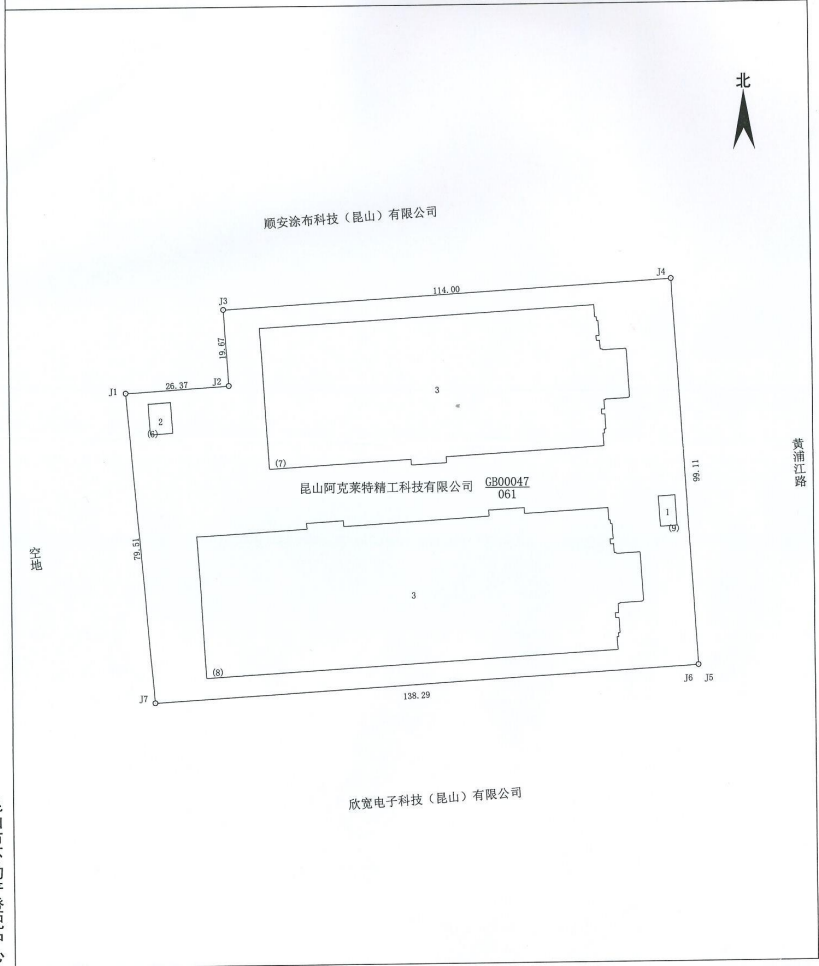 北
顺安涂布科技（昆山）有限公司
J4
114.00
J3
19.67
J2
26.37
J1
3
2
(6)
(7)
黄浦江路
99.11
昆山阿克莱特精工科技有限公司 GB00047
061
1
(9)
空地
79.51
3
(8)
J6 J5
138.29
J7
欣宽电子科技（昆山）有限公司